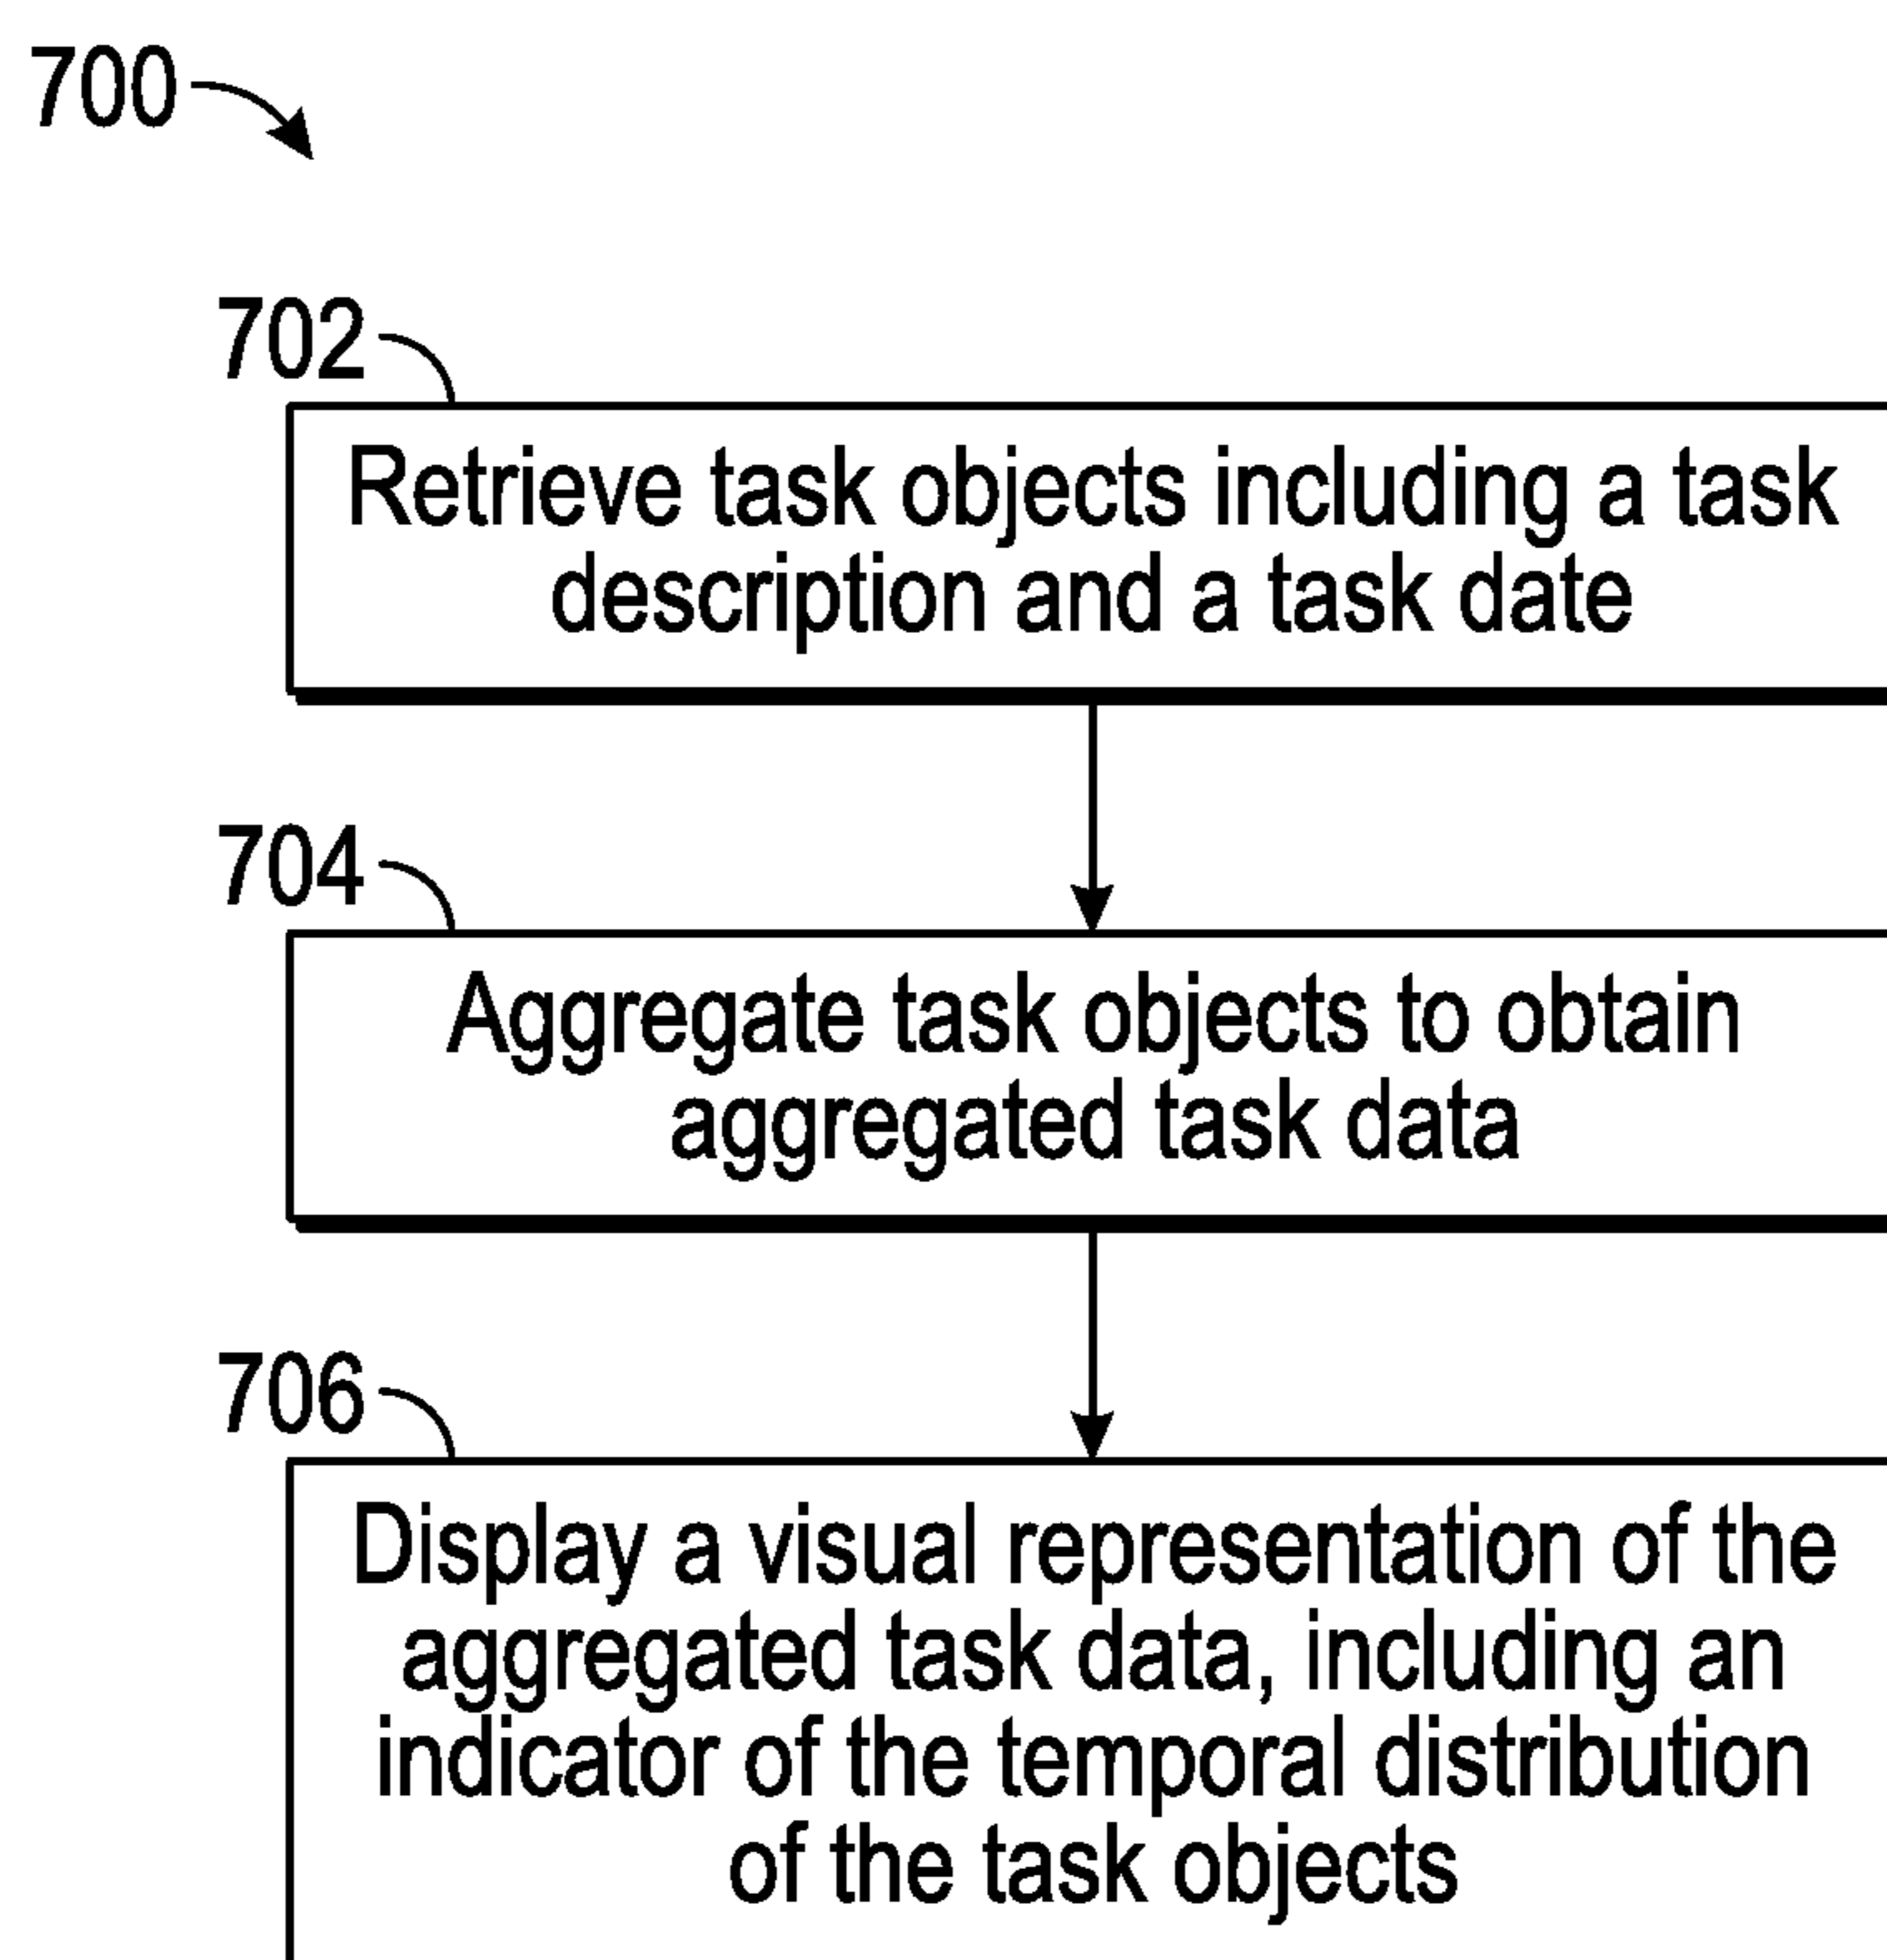 700
702
Retrieve task objects including a task
description and a task date
704
Aggregate task objects to obtain
aggregated task data
706
Display a visual representation of the
aggregated task data, including an
indicator of the temporal distribution
of the task objects